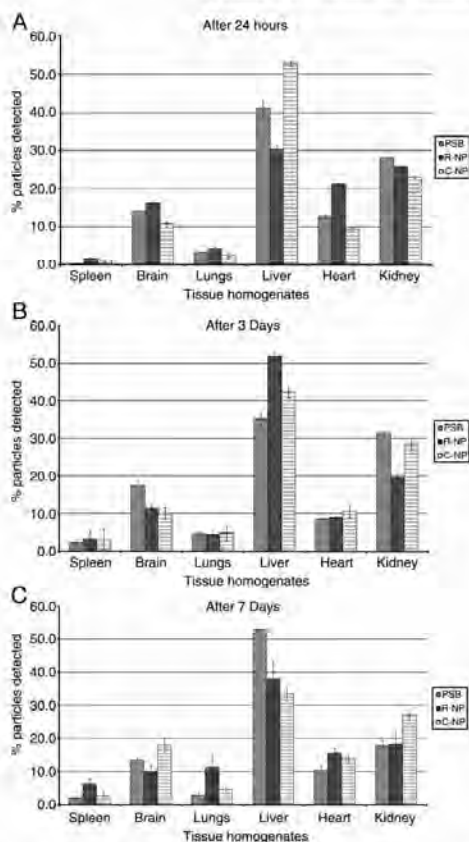 A
After 24 hours
60.0
50.0
40.0
30.0
20.0
10.0
0.0
% particles detected
PSB
R-NP
C-NP
Spleen Brain Lungs Liver Heart Kidney
Tissue homogenates
B
After 3 Days
60.0
50.0
40.0
30.0
20.0
10.0
0.0
% particles detected
PSB
R-NP
C-NP
Spleen Brain Lungs Liver Heart Kidney
Tissue homogenates
C
After 7 Days
60.0
50.0
40.0
30.0
20.0
10.0
0.0
% particles detected
PSB
R-NP
C-NP
Spleen Brain Lungs Liver Heart Kidney
Tissue homogenates